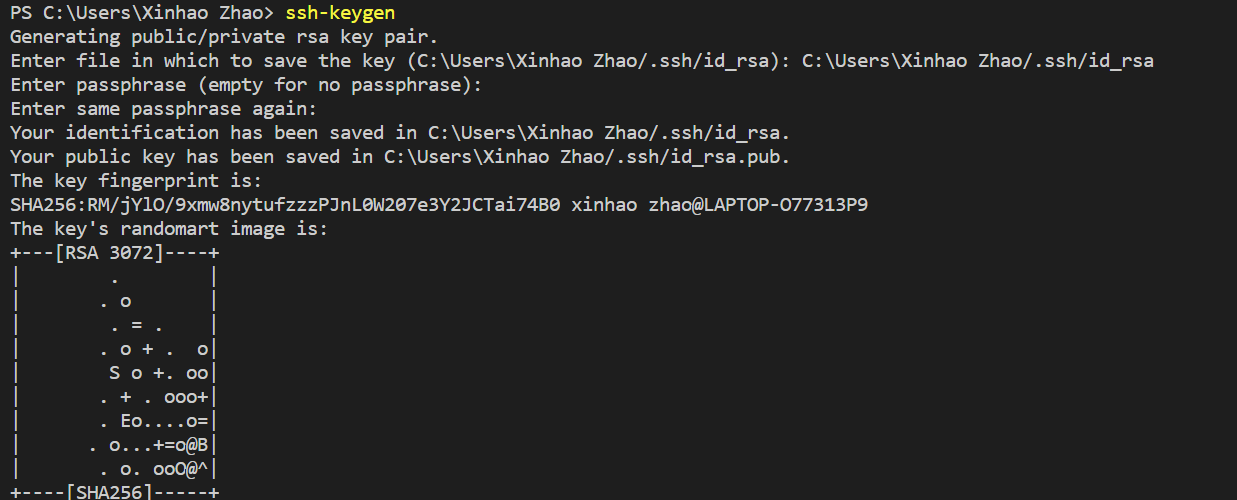 PS C:\Users\Xinhao Zhao> ssh-keygen
Generating public/private rsa key pair.
Enter file in which to save the key (C:\Users\Xinhao Zhao/.ssh/id_rsa): C:\Users\Xinhao Zhao/.ssh/id_rsa
Enter passphrase (empty for no passphrase):
Enter same passphrase again:
Your identification has been saved in C:\Users\Xinhao Zhao/.ssh/id_rsa.
Your public key has been saved in C:\Users\Xinhao Zhao/.ssh/id_rsa.pub.
The key fingerprint is:
SHA256:RM/jYlO/9xmw8nytufzzzPJnL0W207e3Y2JCTai74B0 xinhao zhao@LAPTOP-O77313P9
The key's randomart image is:
+---[RSA 3072]----+
|        .        |
|       . o       |
|        . = .    |
|       . o + .  o|
|        S o +. oo|
|       . + . ooo+|
|       . Eo....o=|
|      . o...+=o@B|
|       . o. ooO@^|
+----[SHA256]-----+